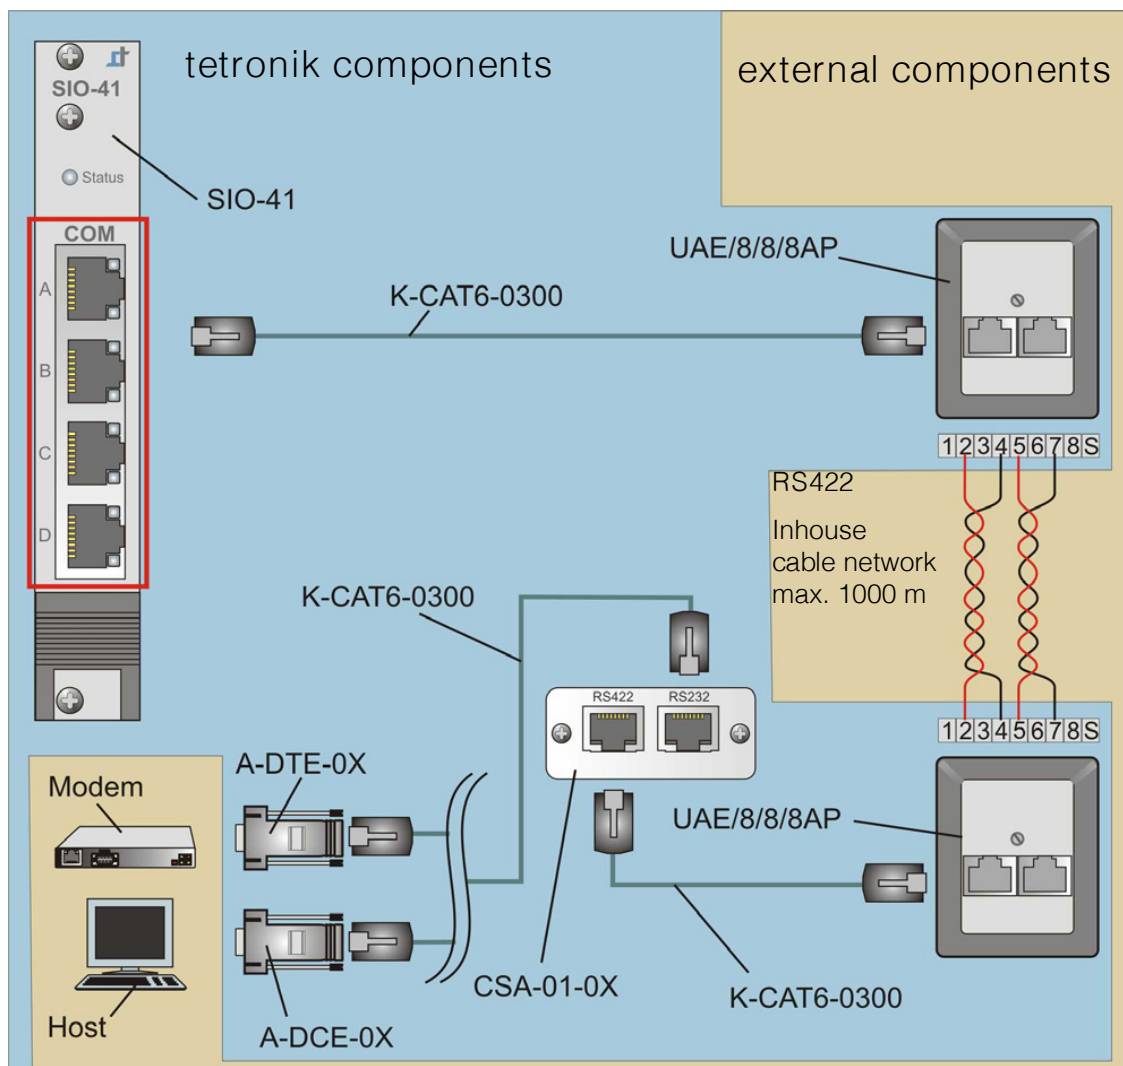 tetronik components
external components
SIO-41
Status
SIO-41
COM
A
B
C
D
UAE/8/8/8AP
K-CAT6-0300
1 2 3 4 5 6 7 8 S
RS422
Inhouse
cable network
max. 1000 m
K-CAT6-0300
RS422 RS232
1 2 3 4 5 6 7 8 S
A-DTE-0X
Modem
UAE/8/8/8AP
CSA-01-0X
K-CAT6-0300
Host
A-DCE-0X